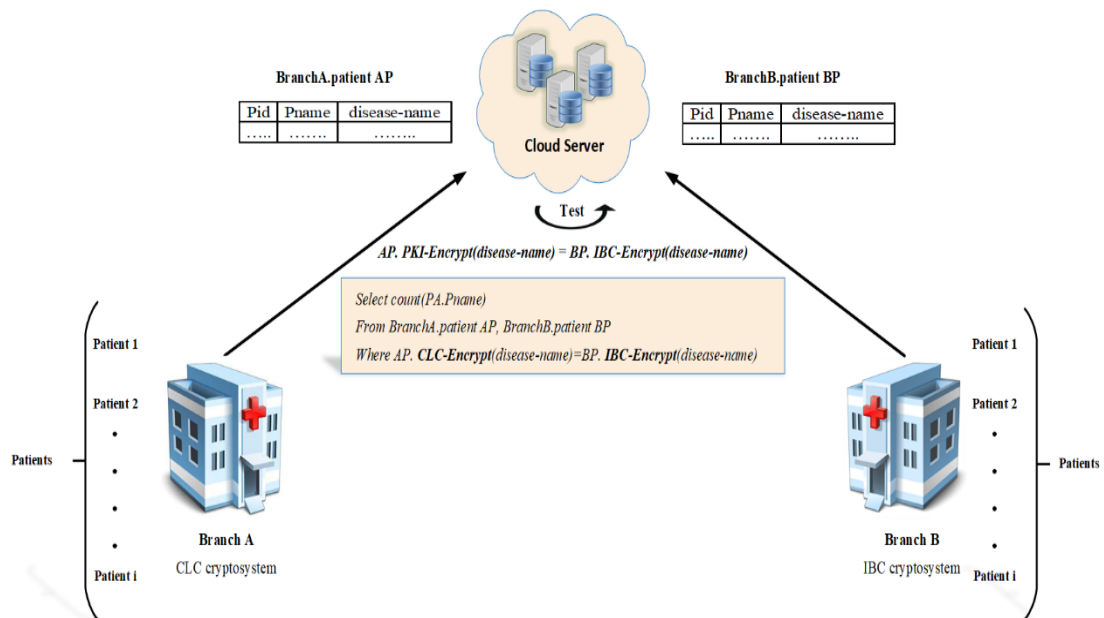 BranchA.patient AP
Pid Pname disease-name
..... ....... ........
Cloud Server
BranchB.patient BP
Pid Pname disease-name
..... ....... ........
Test
AP. PKI-Encrypt(disease-name) = BP. IBC-Encrypt(disease-name)
Select count(PA.Pname)
From BranchA.patient AP, BranchB.patient BP
Where AP. CLC-Encrypt(disease-name)=BP. IBC-Encrypt(disease-name)
Patients
Patient 1
Patient 2
Patient i
Branch A
CLC cryptosystem
Branch B
IBC cryptosystem
Patient 1
Patient 2
Patient i
Patients